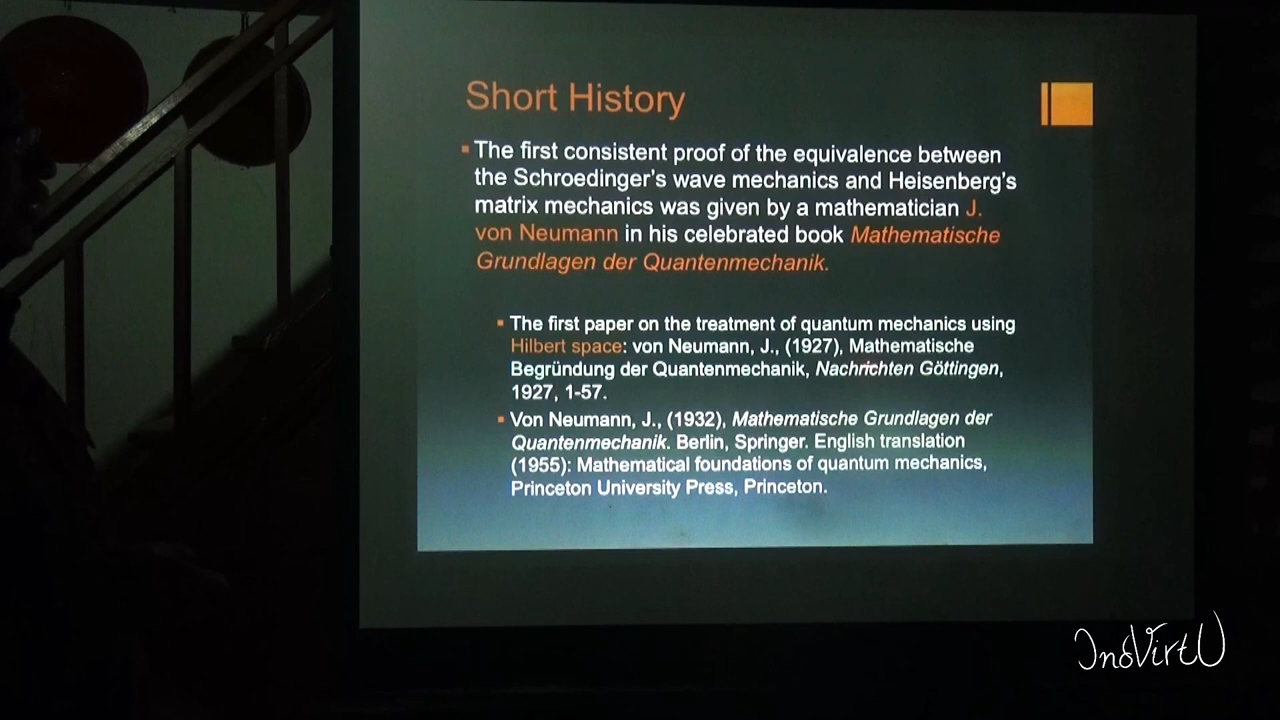 Short History
The first consistent proof of the equivalence between
the Schroedinger's wave mechanics and Heisenberg's
matrix mechanics was given by a mathematician J.
von Neumann in his celebrated book Mathematische
Grundlagen der Quantenmechanik.
The first paper on the treatment of quantum mechanics using
Hilbert space: von Neumann, J., (1927), Mathematische
Begründung der Quantenmechanik, Nachrichten Göttingen,
1927, 1-57.
Von Neumann, J., (1932), Mathematische Grundlagen der
Quantenmechanik. Berlin, Springer. English translation
(1955): Mathematical foundations of quantum mechanics,
Princeton University Press, Princeton.
InoVirtU